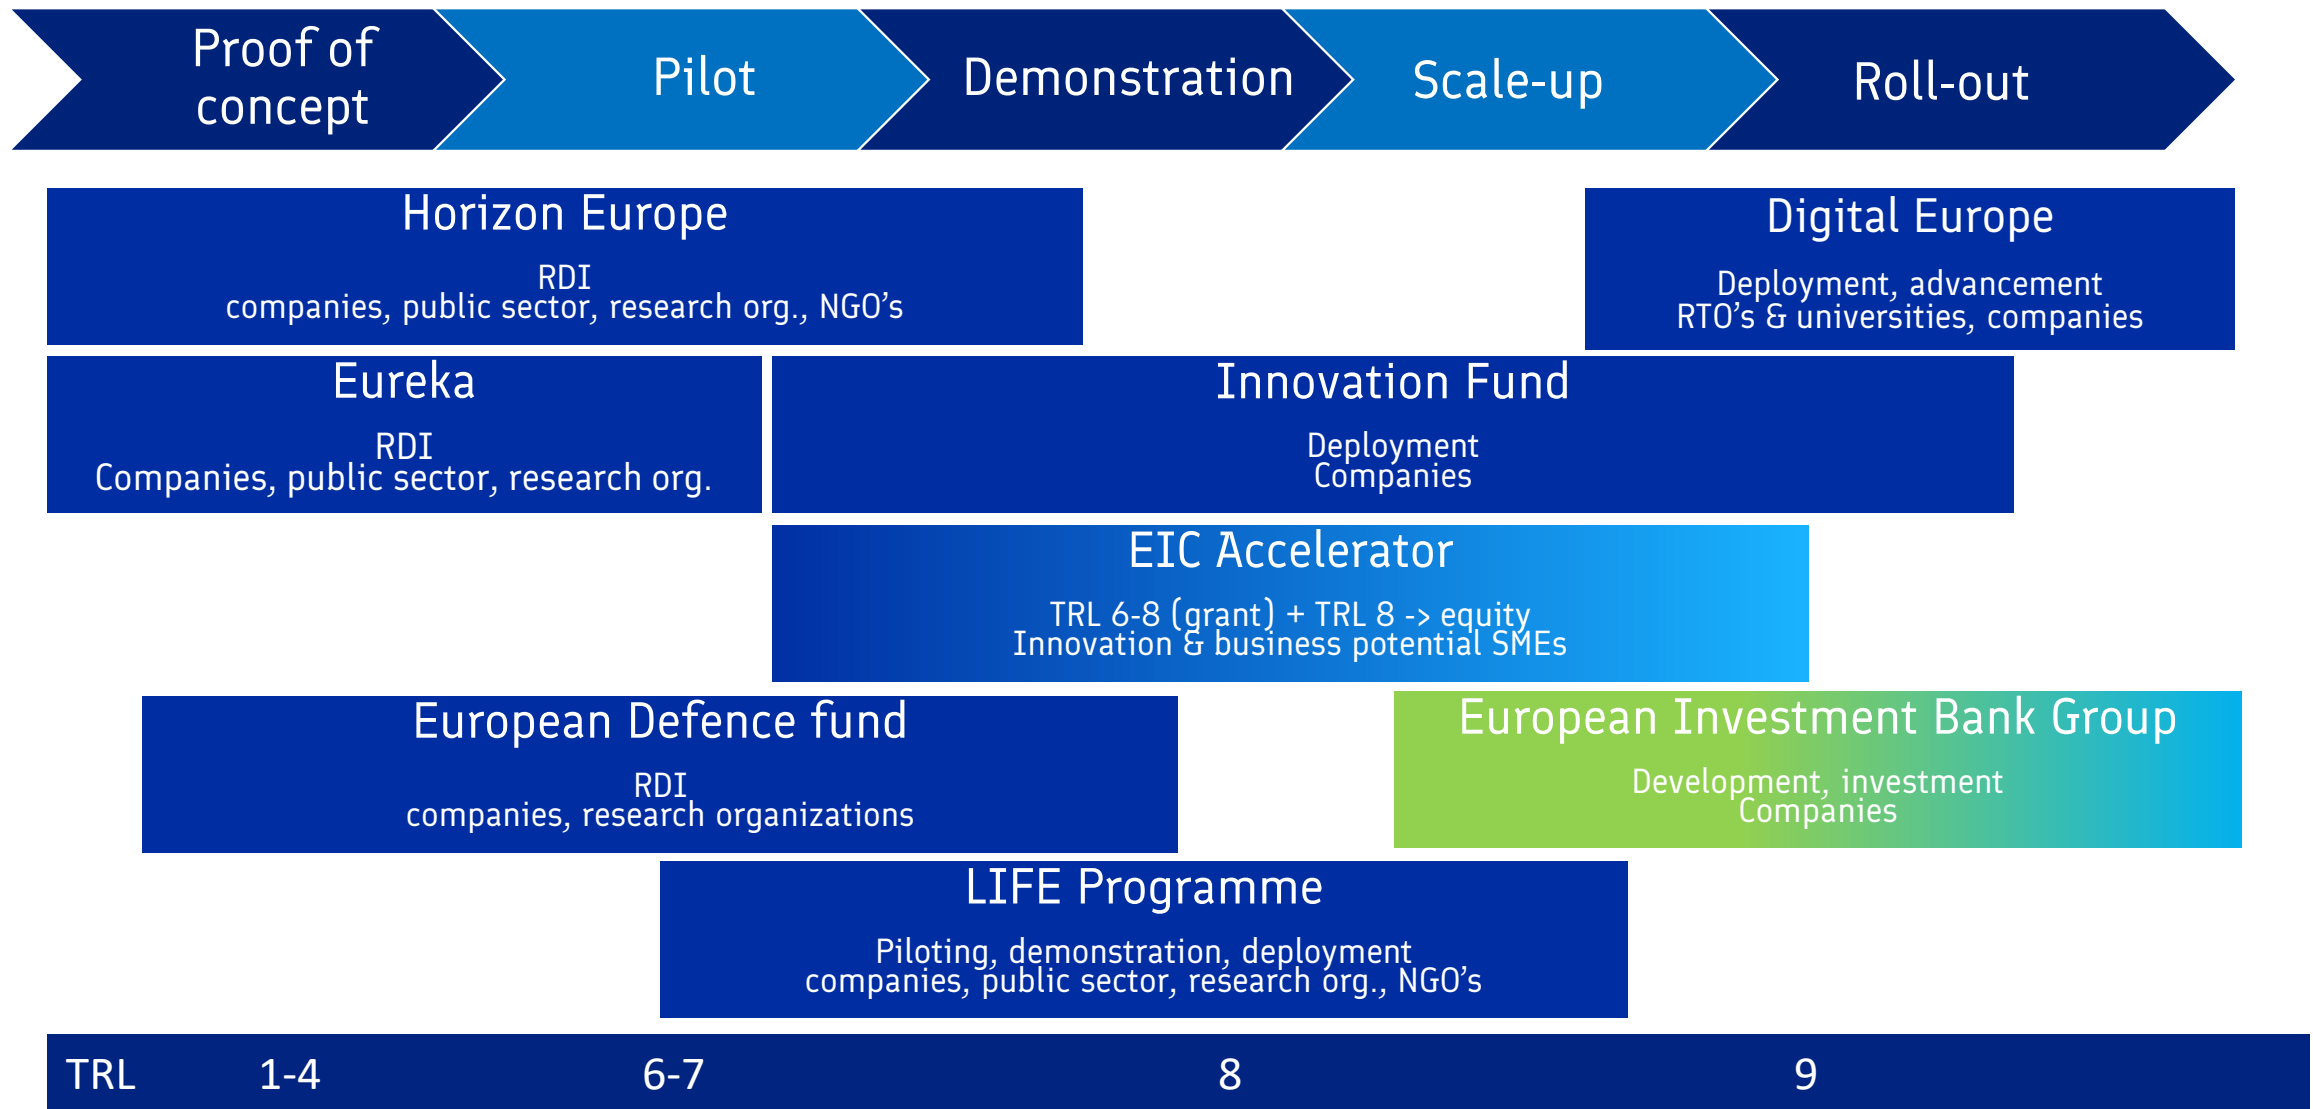 Proof of
concept
Pilot
Demonstration
Scale-up
Roll-out
Horizon Europe
RDI
companies, public sector, research org., NGO’s
Digital Europe
Deployment, advancement
RTO’s & universities, companies
Eureka
RDI
Companies, public sector, research org.
Innovation Fund
Deployment
Companies
EIC Accelerator
TRL 6-8 (grant) + TRL 8 -> equity
Innovation & business potential SMEs
European Defence fund
RDI
companies, research organizations
European Investment Bank Group
Development, investment
Companies
LIFE Programme
Piloting, demonstration, deployment
companies, public sector, research org., NGO’s
TRL 1-4 6-7 8 9